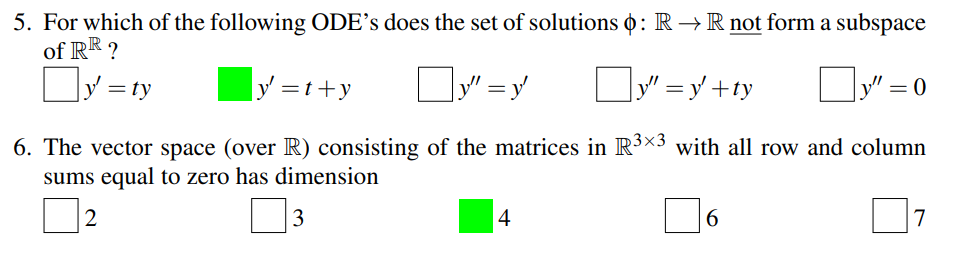 5. For which of the following ODE's does the set of solutions ϕ: ℝ → ℝ not form a subspace
of ℝ^ℝ ?
y′ = ty y′ = t + y y″ = y′ y″ = y′ + ty y″ = 0
6. The vector space (over ℝ) consisting of the matrices in ℝ^{3×3} with all row and column
sums equal to zero has dimension
2 3 4 6 7